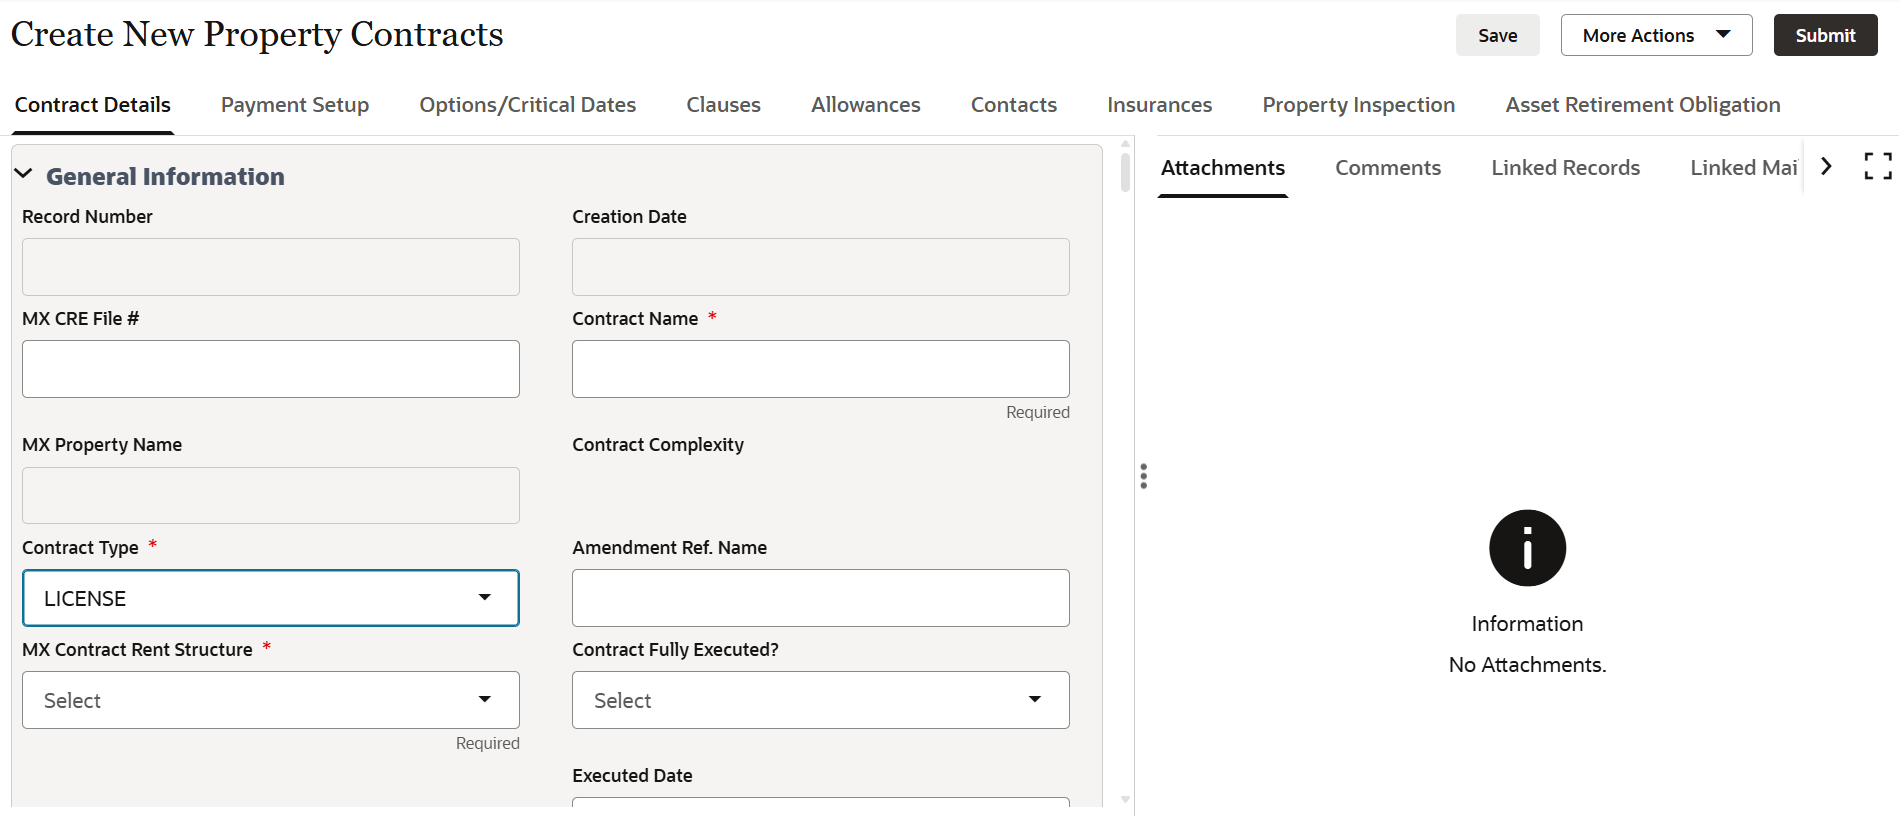 Create New Property Contracts
Save
More Actions
Submit
Contract Details
Payment Setup
Options/Critical Dates
Clauses
Allowances
Contacts
Insurances
Property Inspection
Asset Retirement Obligation
General Information
Record Number
Creation Date
MX CRE File #
Contract Name *
Required
MX Property Name
Contract Complexity
Contract Type *
Amendment Ref. Name
LICENSE
MX Contract Rent Structure *
Contract Fully Executed?
Select
Select
Required
Executed Date
Attachments
Comments
Linked Records
Linked Mai
Information
No Attachments.